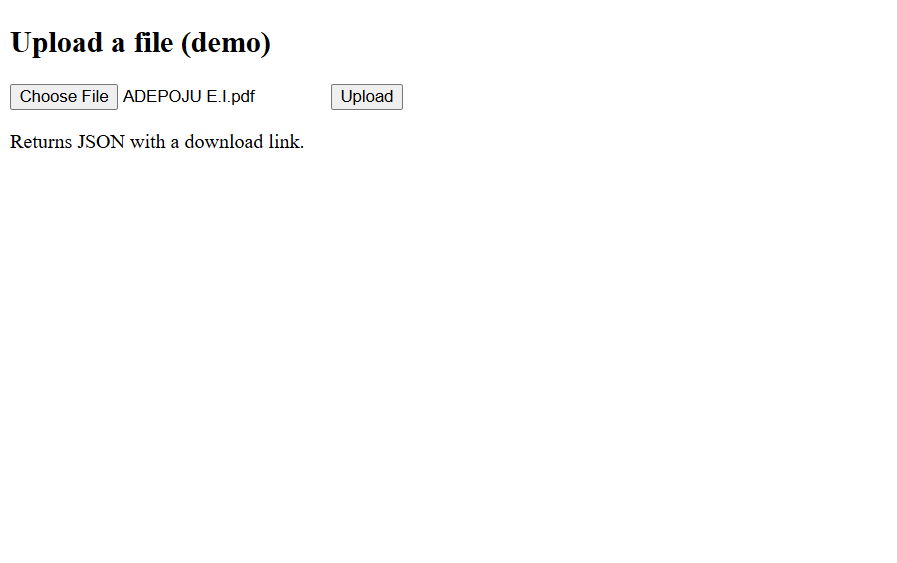 Upload a file (demo)
Choose File ADEPOJU E.I.pdf Upload
Returns JSON with a download link.